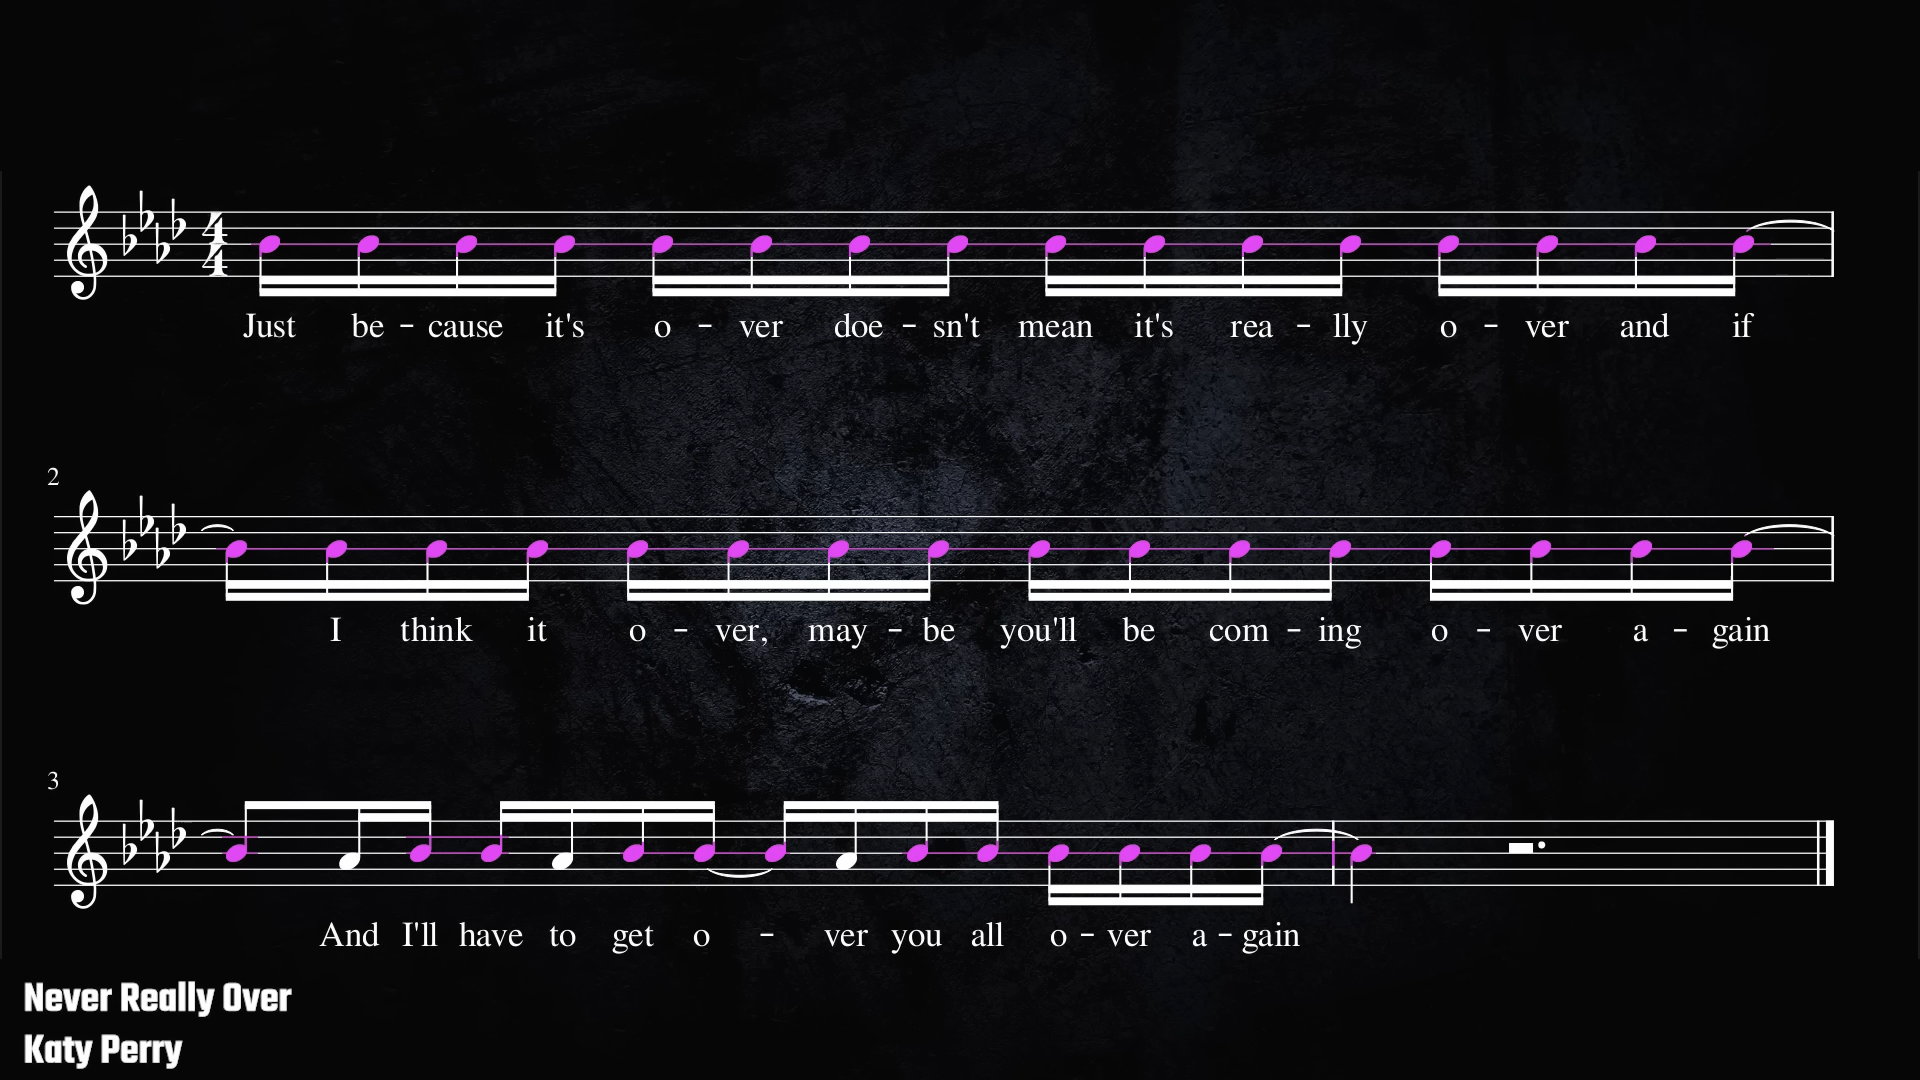 4
4
Just be - cause it's o - ver doe - sn't mean it's rea - lly o - ver and if
2
I think it o - ver, may - be you'll be com - ing o - ver a - gain
3
And I'll have to get o - ver you all o - ver a - gain
Never Really Over
Katy Perry